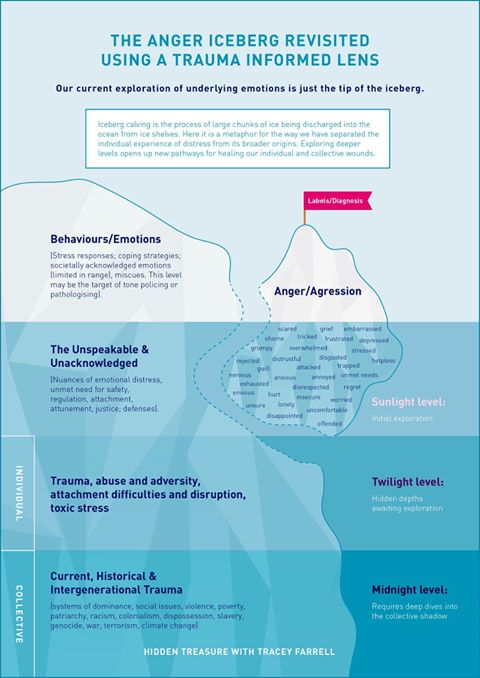 THE ANGER ICEBERG REVISITED
USING A TRAUMA INFORMED LENS
Our current exploration of underlying emotions is just the tip of the iceberg.
Iceberg calving is the process of large chunks of ice being discharged into the
ocean from ice shelves. Here it is a metaphor for the way we have separated the
individual experience of distress from its broader origins. Exploring deeper
levels opens up new pathways for healing our individual and collective wounds.
Labels/Diagnosis
Behaviours/Emotions
(Stress responses; coping strategies;
societally acknowledged emotions
(limited in range), miscues. This level
may be the target of tone policing or
pathologising).
Anger/Agression
scared grief embarrassed
shame tricked frustrated depressed
grumpy overwhelmed stressed
rejected distrustful disgusted helpless
guilt attacked trapped
nervous anxious annoyed unmet needs
exhausted disrespected regret
envious hurt insecure worried
unsure lonely uncomfortable
disappointed offended
The Unspeakable &
Unacknowledged
(Nuances of emotional distress,
unmet need for safety,
regulation, attachment,
attunement, justice; defenses).
Sunlight level:
Initial exploration
INDIVIDUAL
Trauma, abuse and adversity,
attachment difficulties and disruption,
toxic stress
Twilight level:
Hidden depths
awaiting exploration
COLLECTIVE
Current, Historical &
Intergenerational Trauma
(systems of dominance, social issues, violence, poverty,
patriarchy, racism, colonialism, dispossession, slavery,
genocide, war, terrorism, climate change)
Midnight level:
Requires deep dives into
the collective shadow
HIDDEN TREASURE WITH TRACEY FARRELL